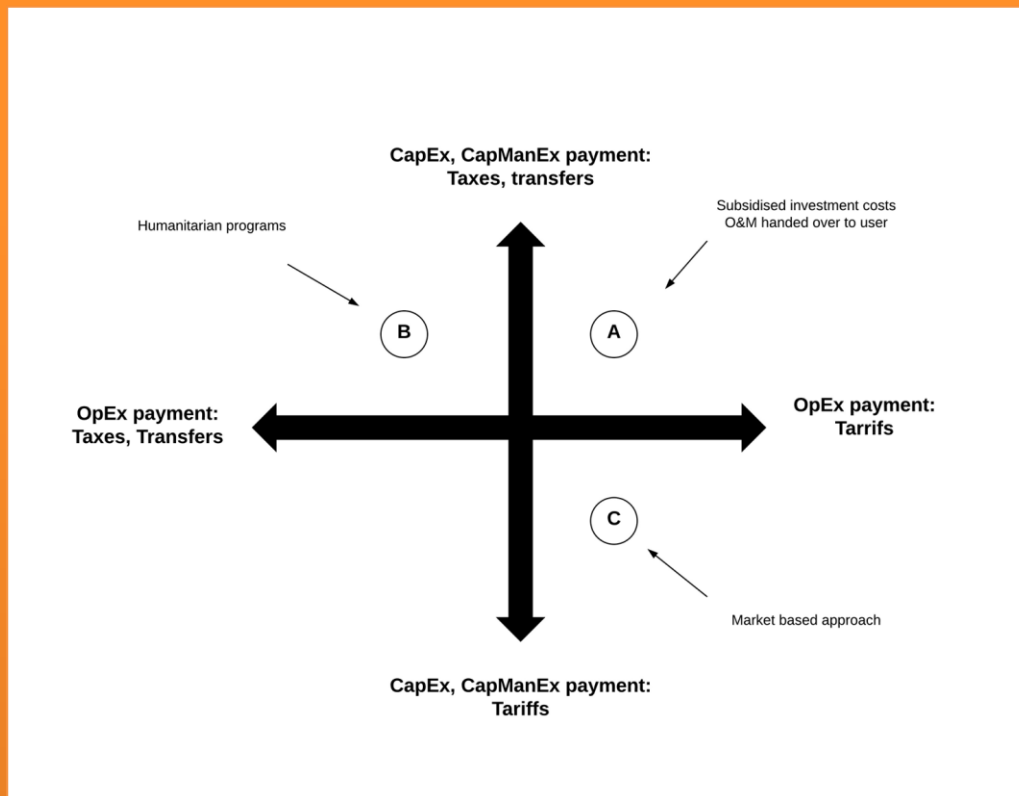 CapEx, CapManEx payment:
Taxes, transfers
Subsidised investment costs
O&M handed over to user
Humanitarian programs
B
A
OpEx payment:
Taxes, Transfers
OpEx payment:
Tarrifs
C
Market based approach
CapEx, CapManEx payment:
Tariffs